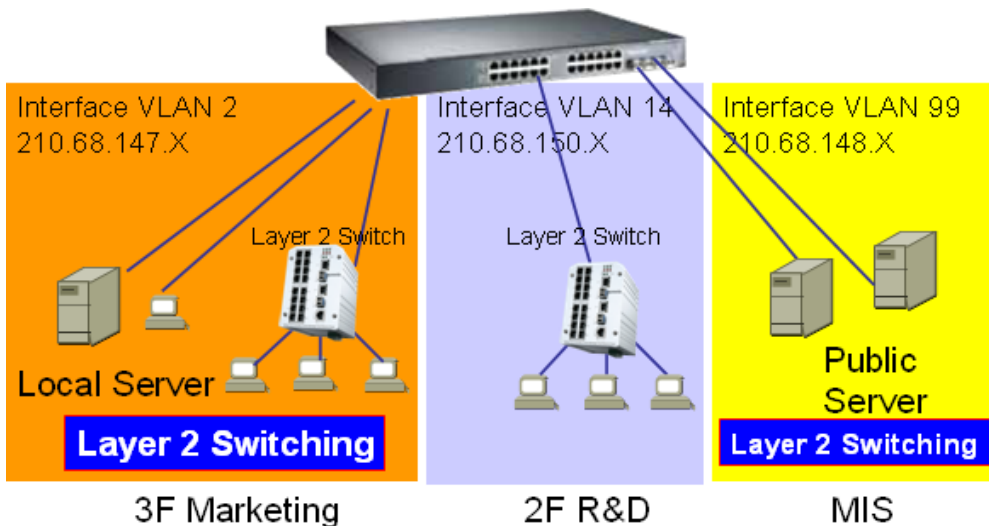 Interface VLAN 2
210.68.147.X
Interface VLAN 14
210.68.150.X
Interface VLAN 99
210.68.148.X
Layer 2 Switch
Layer 2 Switch
Local Server
Public
Server
Layer 2 Switching
Layer 2 Switching
3F Marketing
2F R&D
MIS